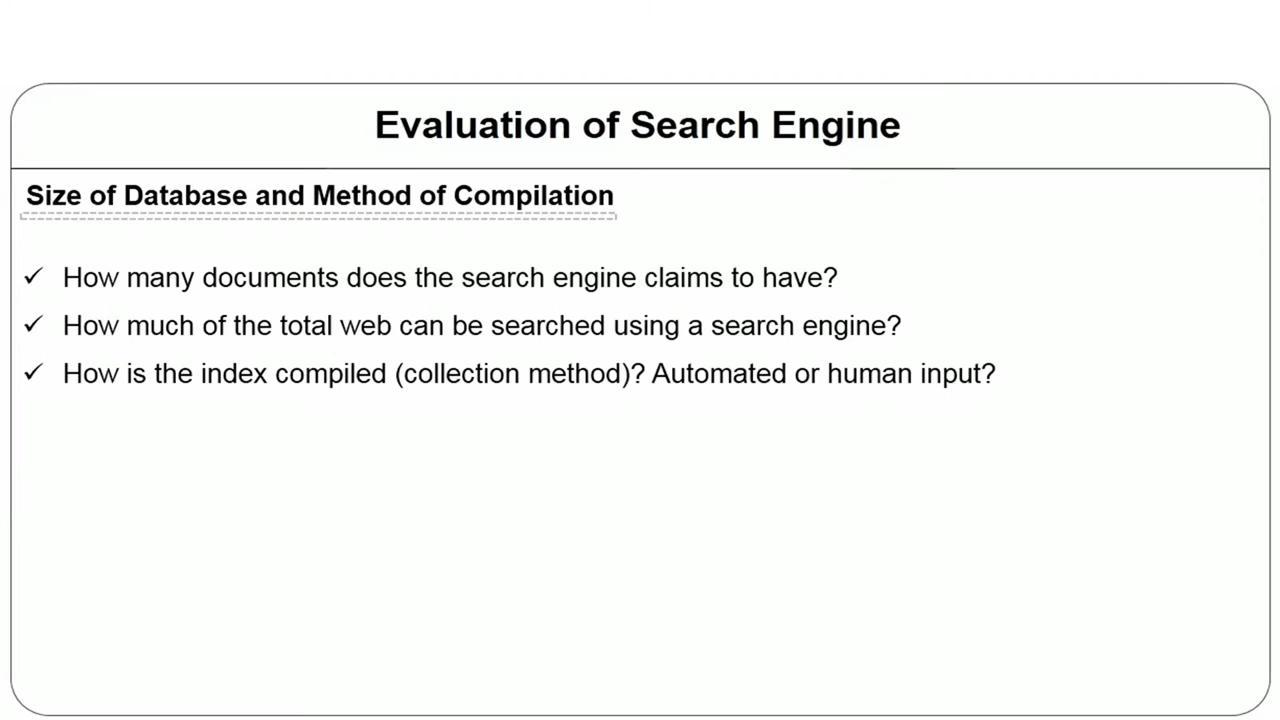 Evaluation of Search Engine
Size of Database and Method of Compilation
✓ How many documents does the search engine claims to have?
✓ How much of the total web can be searched using a search engine?
✓ How is the index compiled (collection method)? Automated or human input?